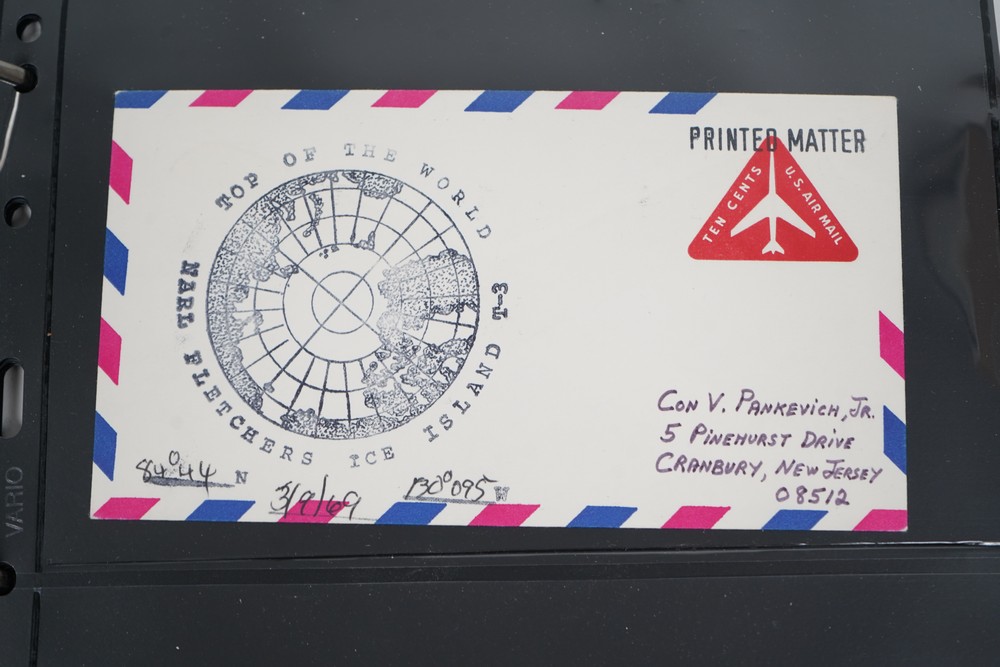 PRINTED MATTER
TEN CENTS U.S. AIR MAIL
TOP OF THE WORLD
NARL FLETCHERS ICE ISLAND T-3
84°44 N
3/9/69
130°095 W
CON V. PANKEVICH, JR.
5 PINEHURST DRIVE
CRANBURY, NEW JERSEY
08512
VARIO